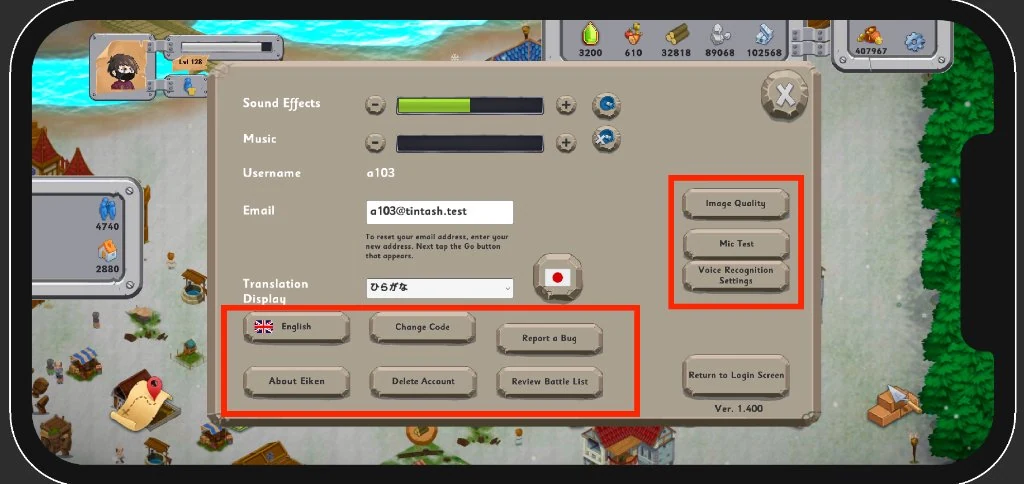 Lvl 128
3200
610
32818
89068
102568
407967
4740
2880
Sound Effects
Music
Username
a103
Email
a103@tintash.test
To reset your email address, enter your
new address. Next tap the Go button
that appears.
Translation
Display
ひらがな
Image Quality
Mic Test
Voice Recognition
Settings
English
Change Code
Report a Bug
About Eiken
Delete Account
Review Battle List
Return to Login Screen
Ver. 1.400